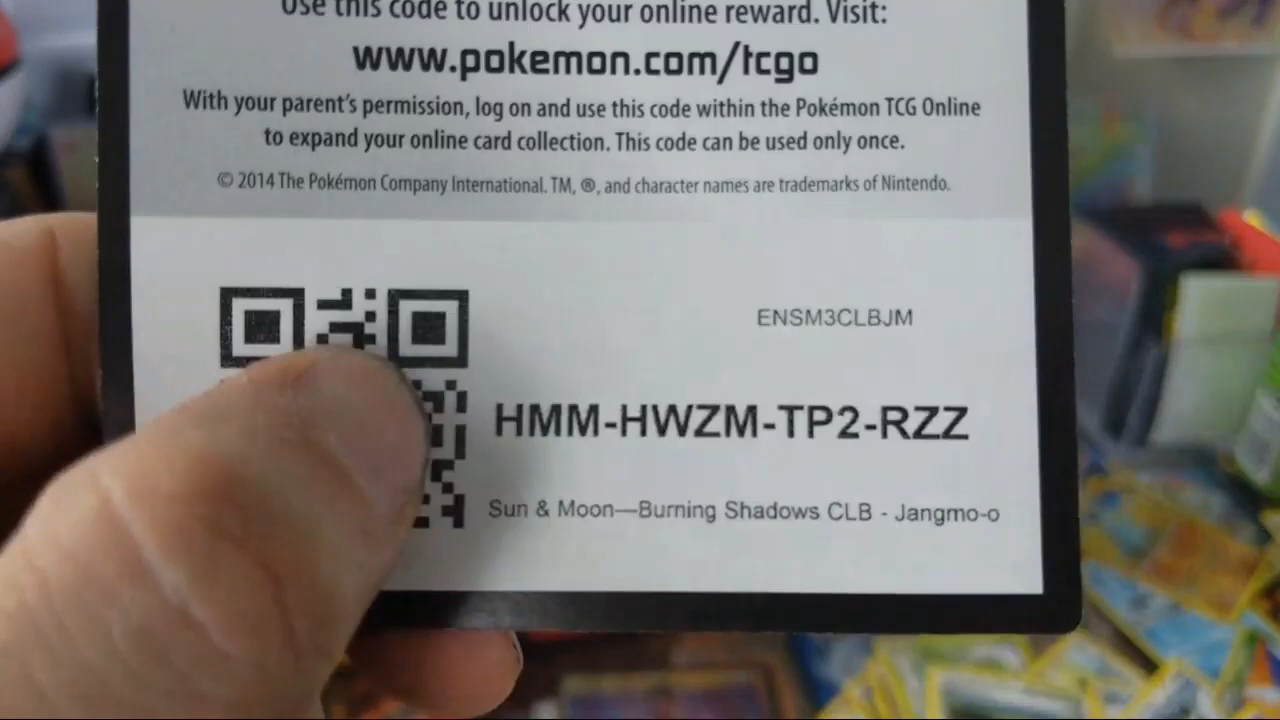 Use this code to unlock your online reward. Visit:
www.pokemon.com/tcgo
With your parent's permission, log on and use this code within the Pokémon TCG Online
to expand your online card collection. This code can be used only once.
© 2014 The Pokémon Company International. TM, ®, and character names are trademarks of Nintendo.
ENSM3CLBJM
HMM-HWZM-TP2-RZZ
Sun & Moon—Burning Shadows CLB - Jangmo-o